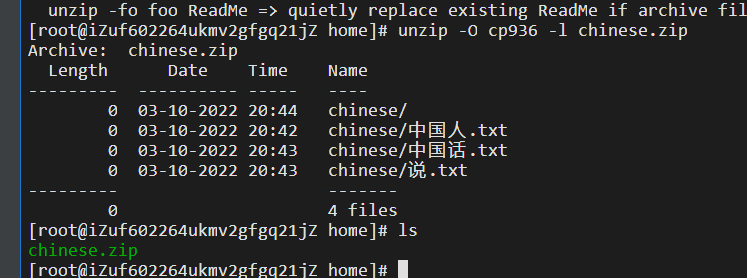 unzip -fo foo ReadMe => quietly replace existing ReadMe if archive fil
[root@iZuf602264ukmv2gfgq21jZ home]# unzip -O cp936 -l chinese.zip
Archive:  chinese.zip
  Length      Date    Time    Name
---------  ---------- -----   ----
        0  03-10-2022 20:44   chinese/
        0  03-10-2022 20:42   chinese/中国人.txt
        0  03-10-2022 20:43   chinese/中国话.txt
        0  03-10-2022 20:43   chinese/说.txt
---------                     -------
        0                     4 files
[root@iZuf602264ukmv2gfgq21jZ home]# ls
chinese.zip
[root@iZuf602264ukmv2gfgq21jZ home]#